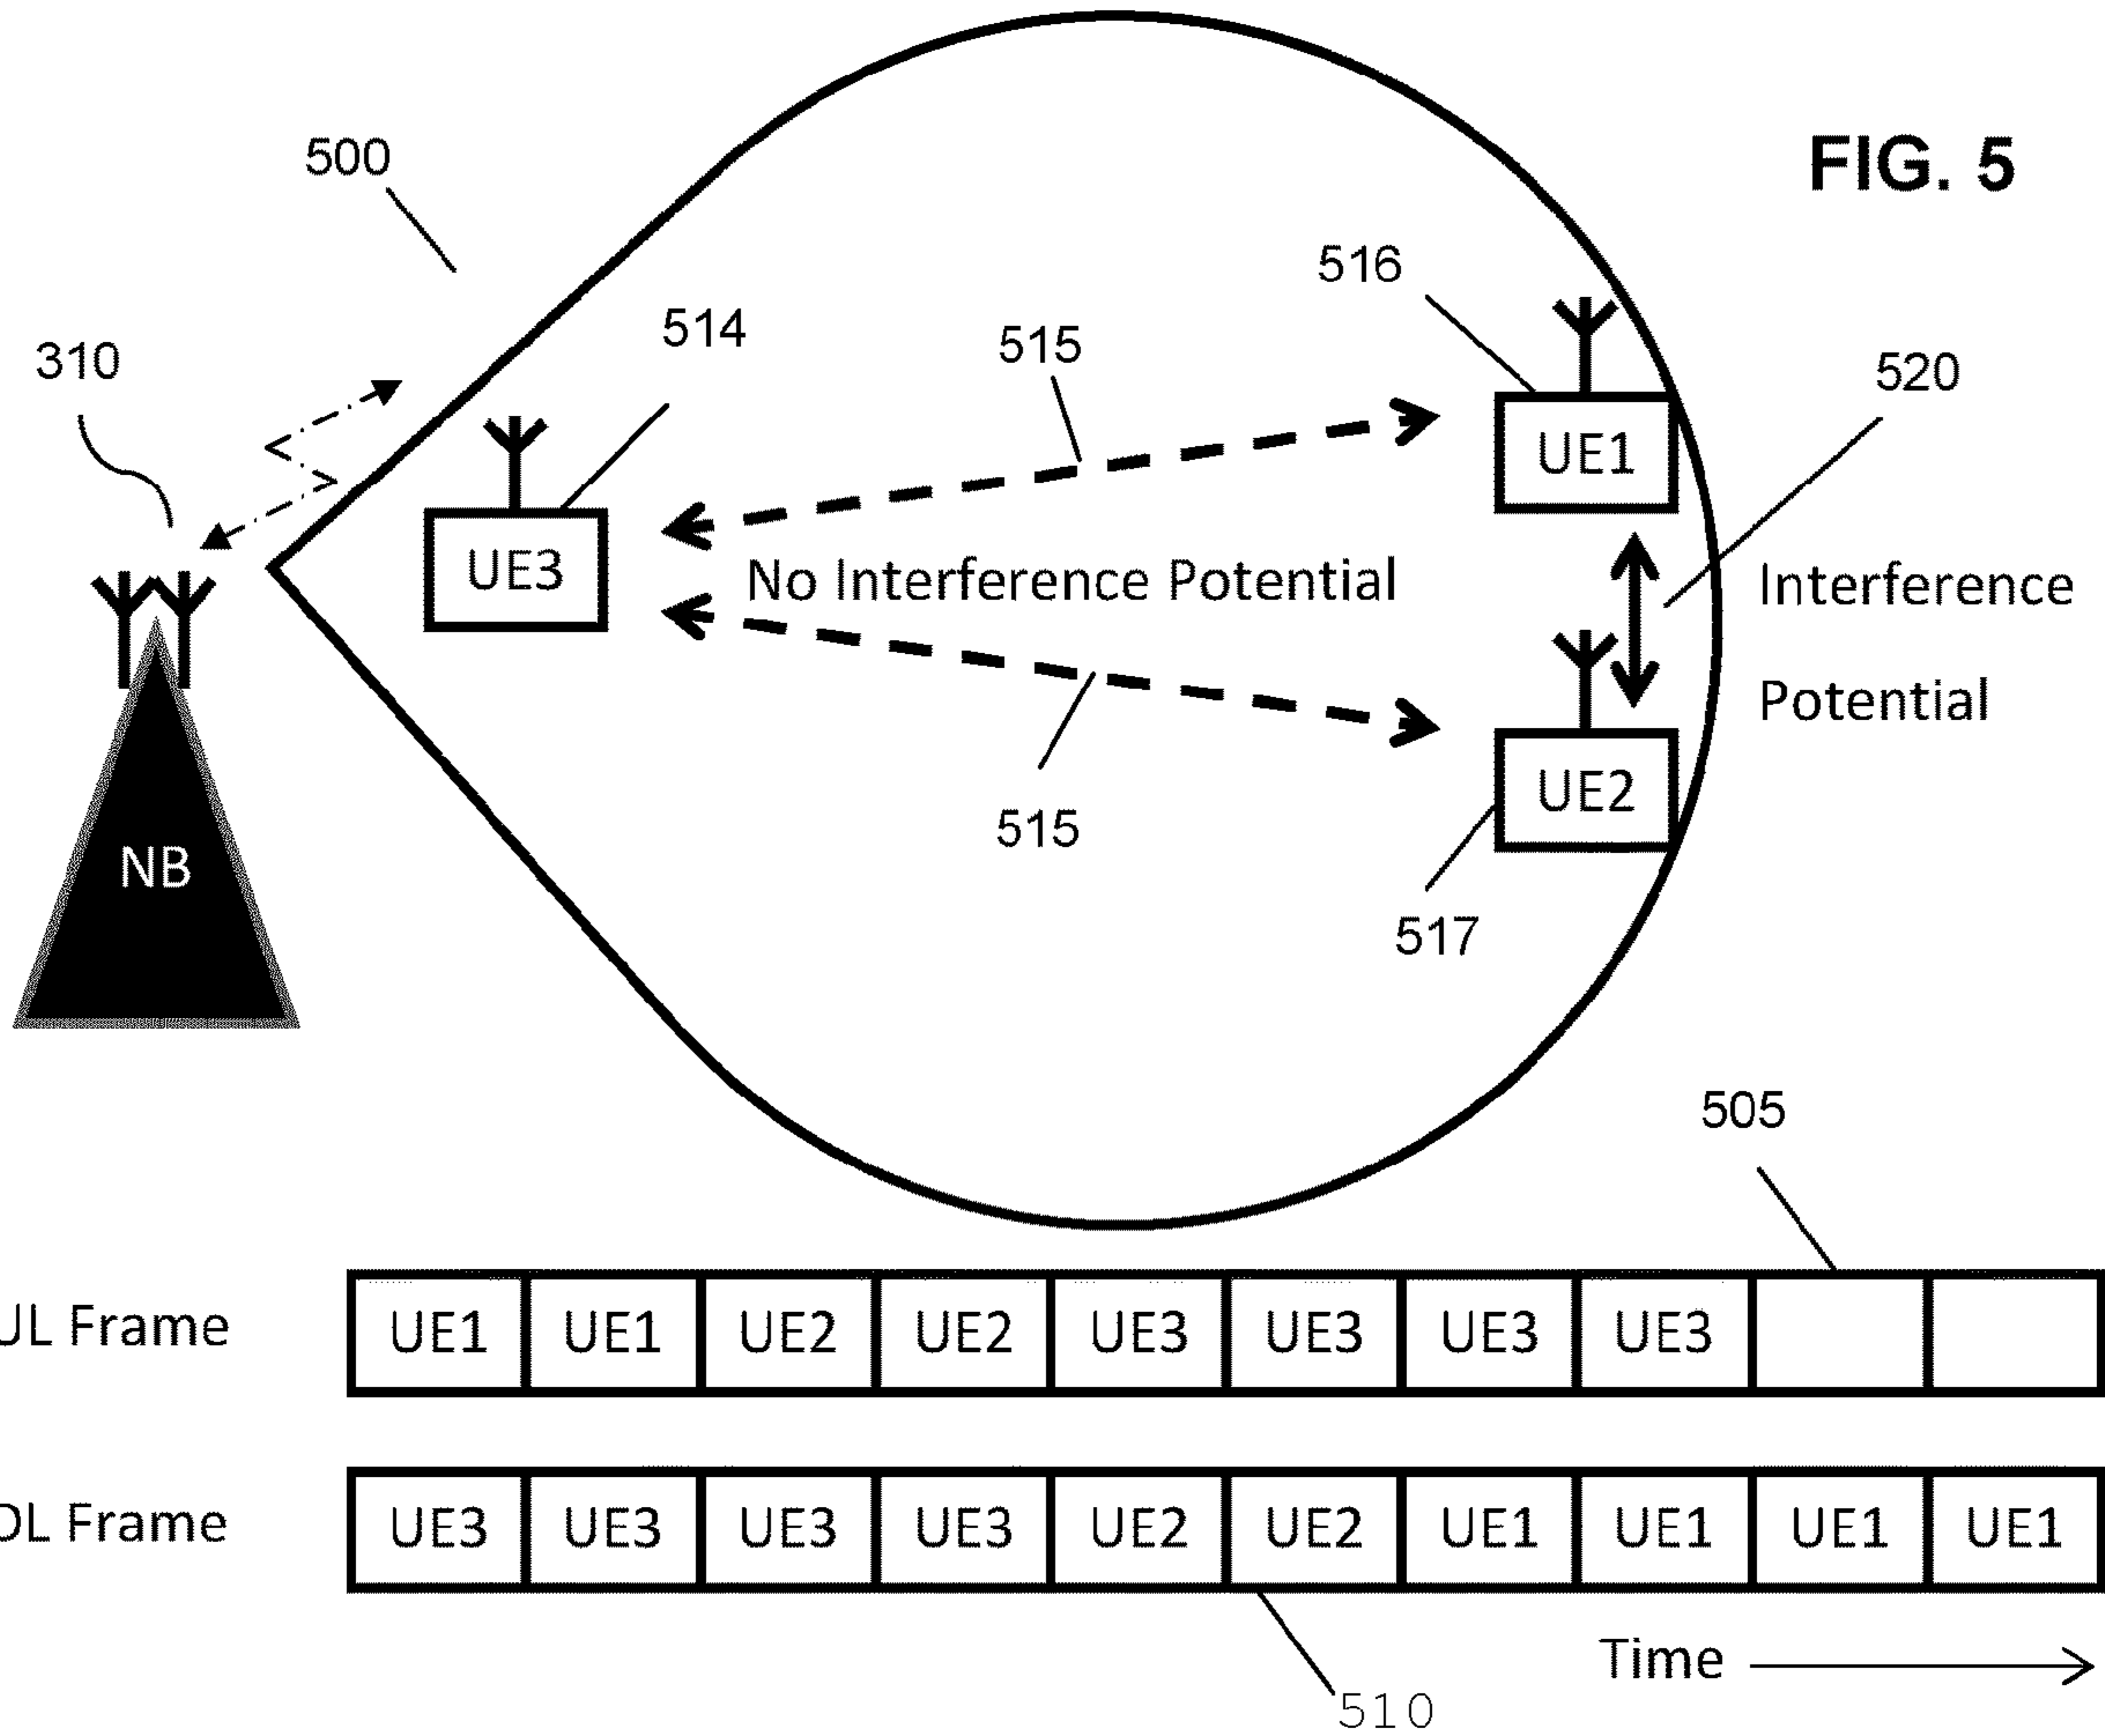 FIG. 5
500
516
514
515
310
520
UE1
UE3
No Interference Potential
Interference
Potential
UE2
515
NB
517
505
UL Frame
UE1 UE1 UE2 UE2 UE3 UE3 UE3 UE3
DL Frame
UE3 UE3 UE3 UE3 UE2 UE2 UE1 UE1 UE1 UE1
Time
510